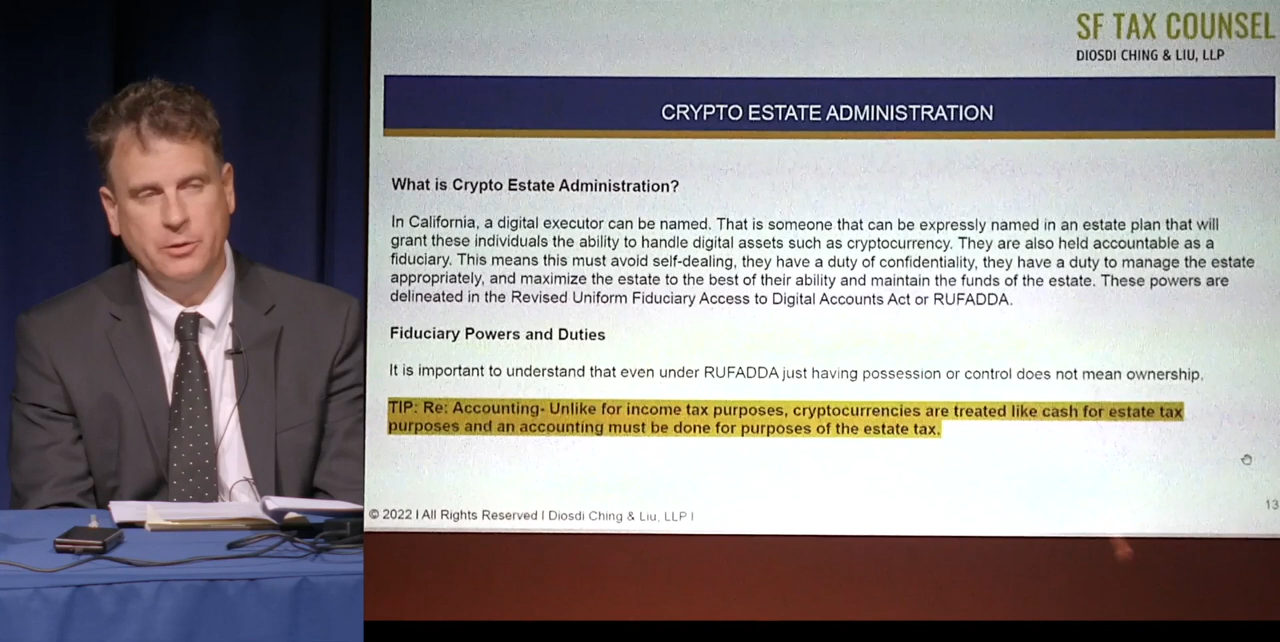 SF TAX COUNSEL
DIOSDI CHING & LIU, LLP
CRYPTO ESTATE ADMINISTRATION
What is Crypto Estate Administration?
In California, a digital executor can be named. That is someone that can be expressly named in an estate plan that will
grant these individuals the ability to handle digital assets such as cryptocurrency. They are also held accountable as a
fiduciary. This means this must avoid self-dealing, they have a duty of confidentiality, they have a duty to manage the estate
appropriately, and maximize the estate to the best of their ability and maintain the funds of the estate. These powers are
delineated in the Revised Uniform Fiduciary Access to Digital Accounts Act or RUFADDA.
Fiduciary Powers and Duties
It is important to understand that even under RUFADDA just having possession or control does not mean ownership.
TIP: Re: Accounting- Unlike for income tax purposes, cryptocurrencies are treated like cash for estate tax
purposes and an accounting must be done for purposes of the estate tax.
© 2022 I All Rights Reserved I Diosdi Ching & Liu, LLP I
13